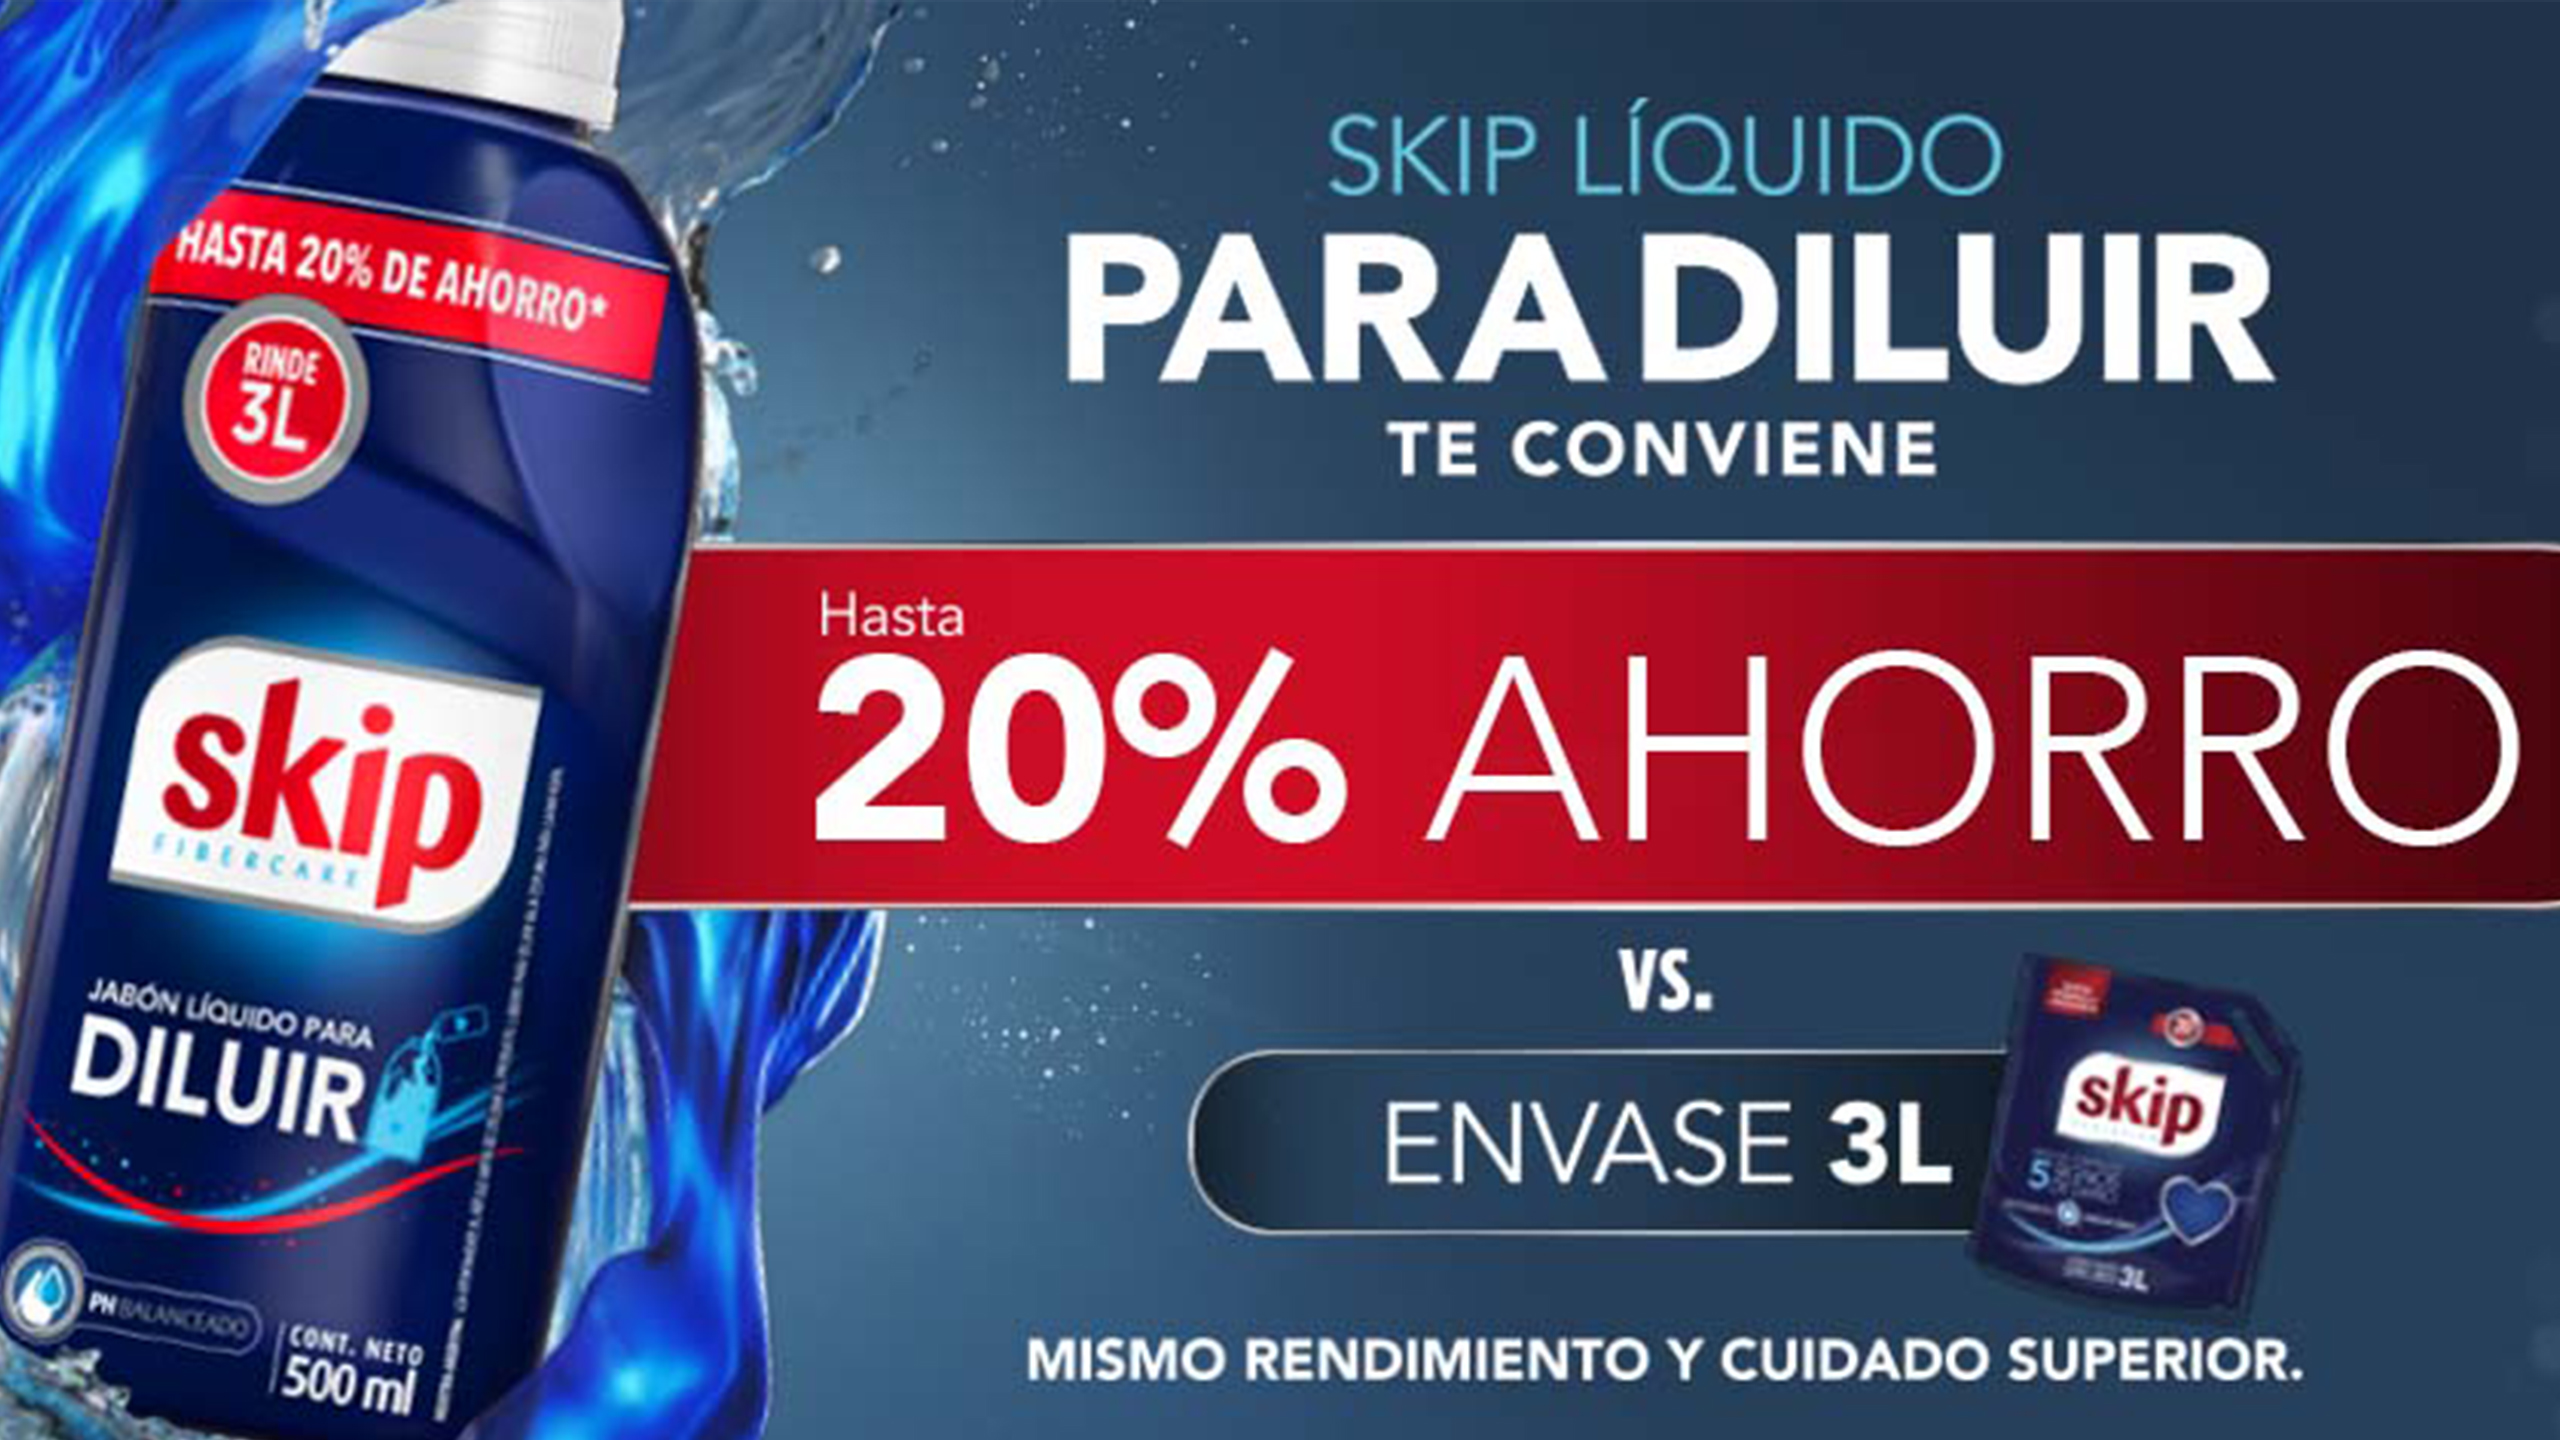 HASTA 20% DE AHORRO*
RINDE
3L
skip
FIBERCARE
JABÓN LÍQUIDO PARA
DILUIR
PH BALANCEADO
CONT. NETO
500 ml
SKIP LÍQUIDO
PARA DILUIR
TE CONVIENE
Hasta
20% AHORRO
VS.
ENVASE 3L
skip
5
3L
MISMO RENDIMIENTO Y CUIDADO SUPERIOR.